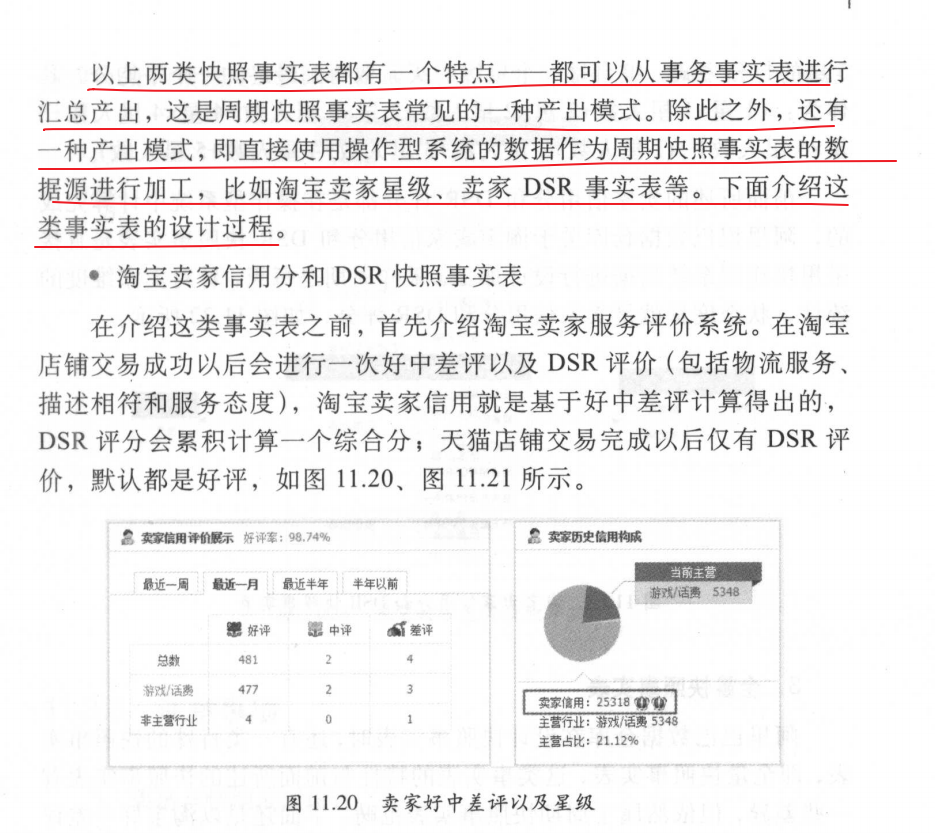 以上两类快照事实表都有一个特点——都可以从事务事实表进行
汇总产出，这是周期快照事实表常见的一种产出模式。除此之外，还有
一种产出模式，即直接使用操作型系统的数据作为周期快照事实表的数
据源进行加工，比如淘宝卖家星级、卖家 DSR 事实表等。下面介绍这
类事实表的设计过程。
● 淘宝卖家信用分和 DSR 快照事实表
在介绍这类事实表之前，首先介绍淘宝卖家服务评价系统。在淘宝
店铺交易成功以后会进行一次好中差评以及 DSR 评价（包括物流服务、
描述相符和服务态度），淘宝卖家信用就是基于好中差评计算得出的，
DSR 评分会累积计算一个综合分；天猫店铺交易完成以后仅有 DSR 评
价，默认都是好评，如图 11.20、图 11.21 所示。
卖家信用评价展示 好评率：98.74%
最近一周 最近一月 最近半年 半年以前
好评 中评 差评
总数 481 2 4
游戏/话费 477 2 3
非主营行业 4 0 1
卖家历史信用构成
当前主营
游戏/话费 5348
卖家信用：25318
主营行业：游戏/话费 5348
主营占比：21.12%
图 11.20 卖家好中差评以及星级